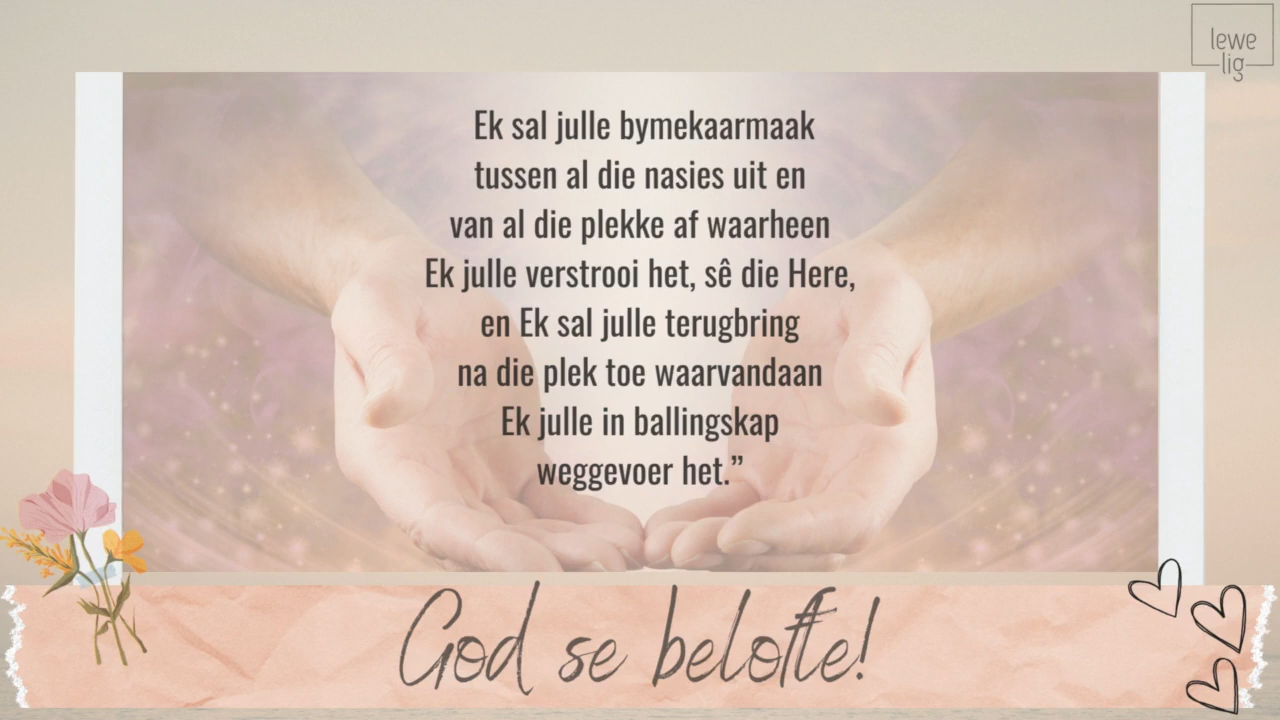 lewe
lig
Ek sal julle bymekaarmaak
tussen al die nasies uit en
van al die plekke af waarheen
Ek julle verstrooi het, sê die Here,
en Ek sal julle terugbring
na die plek toe waarvandaan
Ek julle in ballingskap
weggevoer het.”
God se belofte!